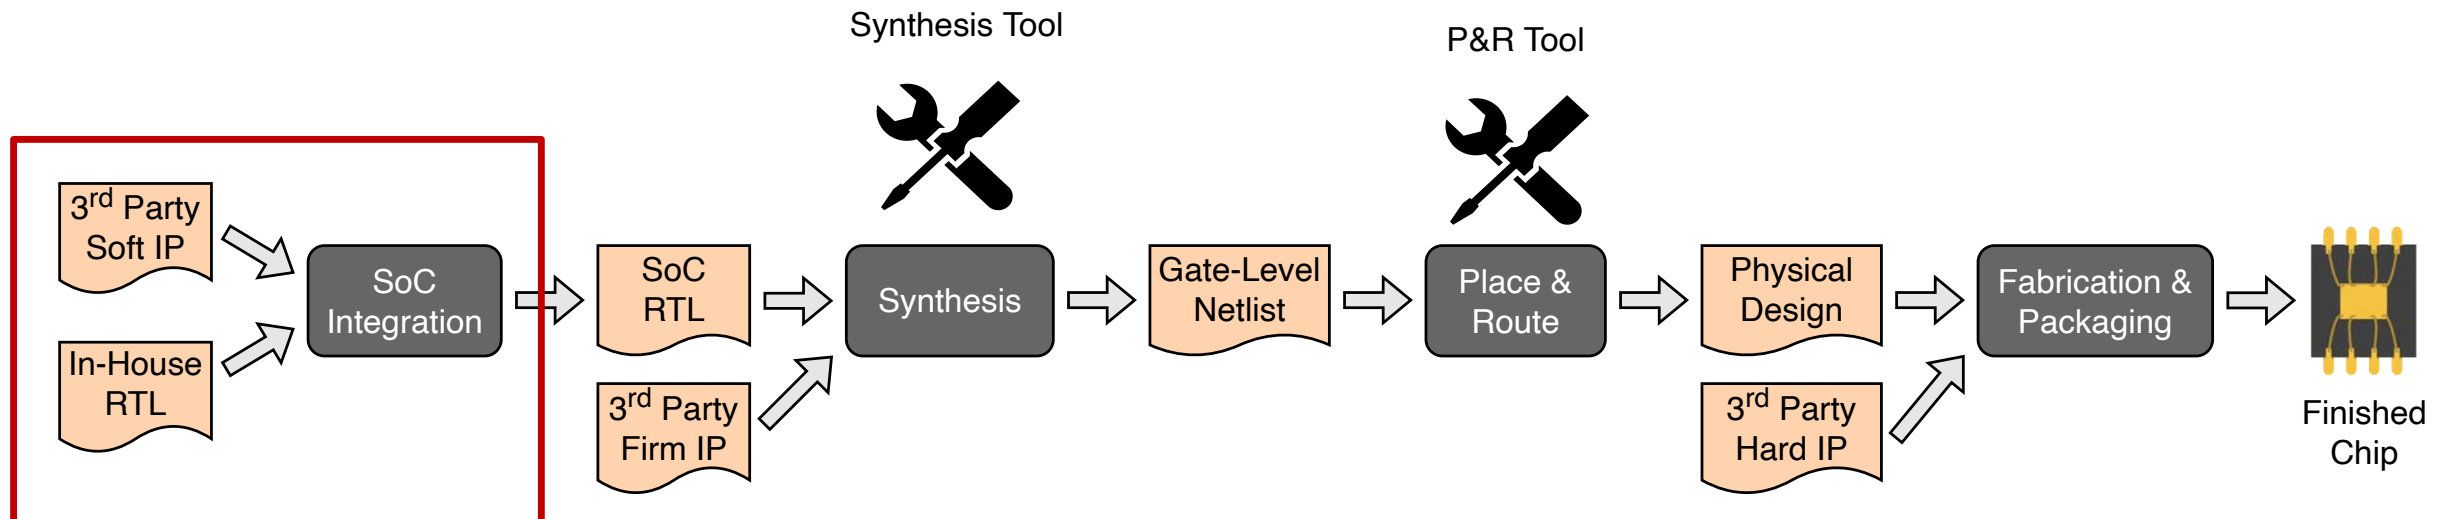 Synthesis Tool
P&R Tool
3rd Party
Soft IP
In-House
RTL
SoC
Integration
SoC
RTL
3rd Party
Firm IP
Synthesis
Gate-Level
Netlist
Place &
Route
Physical
Design
3rd Party
Hard IP
Fabrication &
Packaging
Finished
Chip